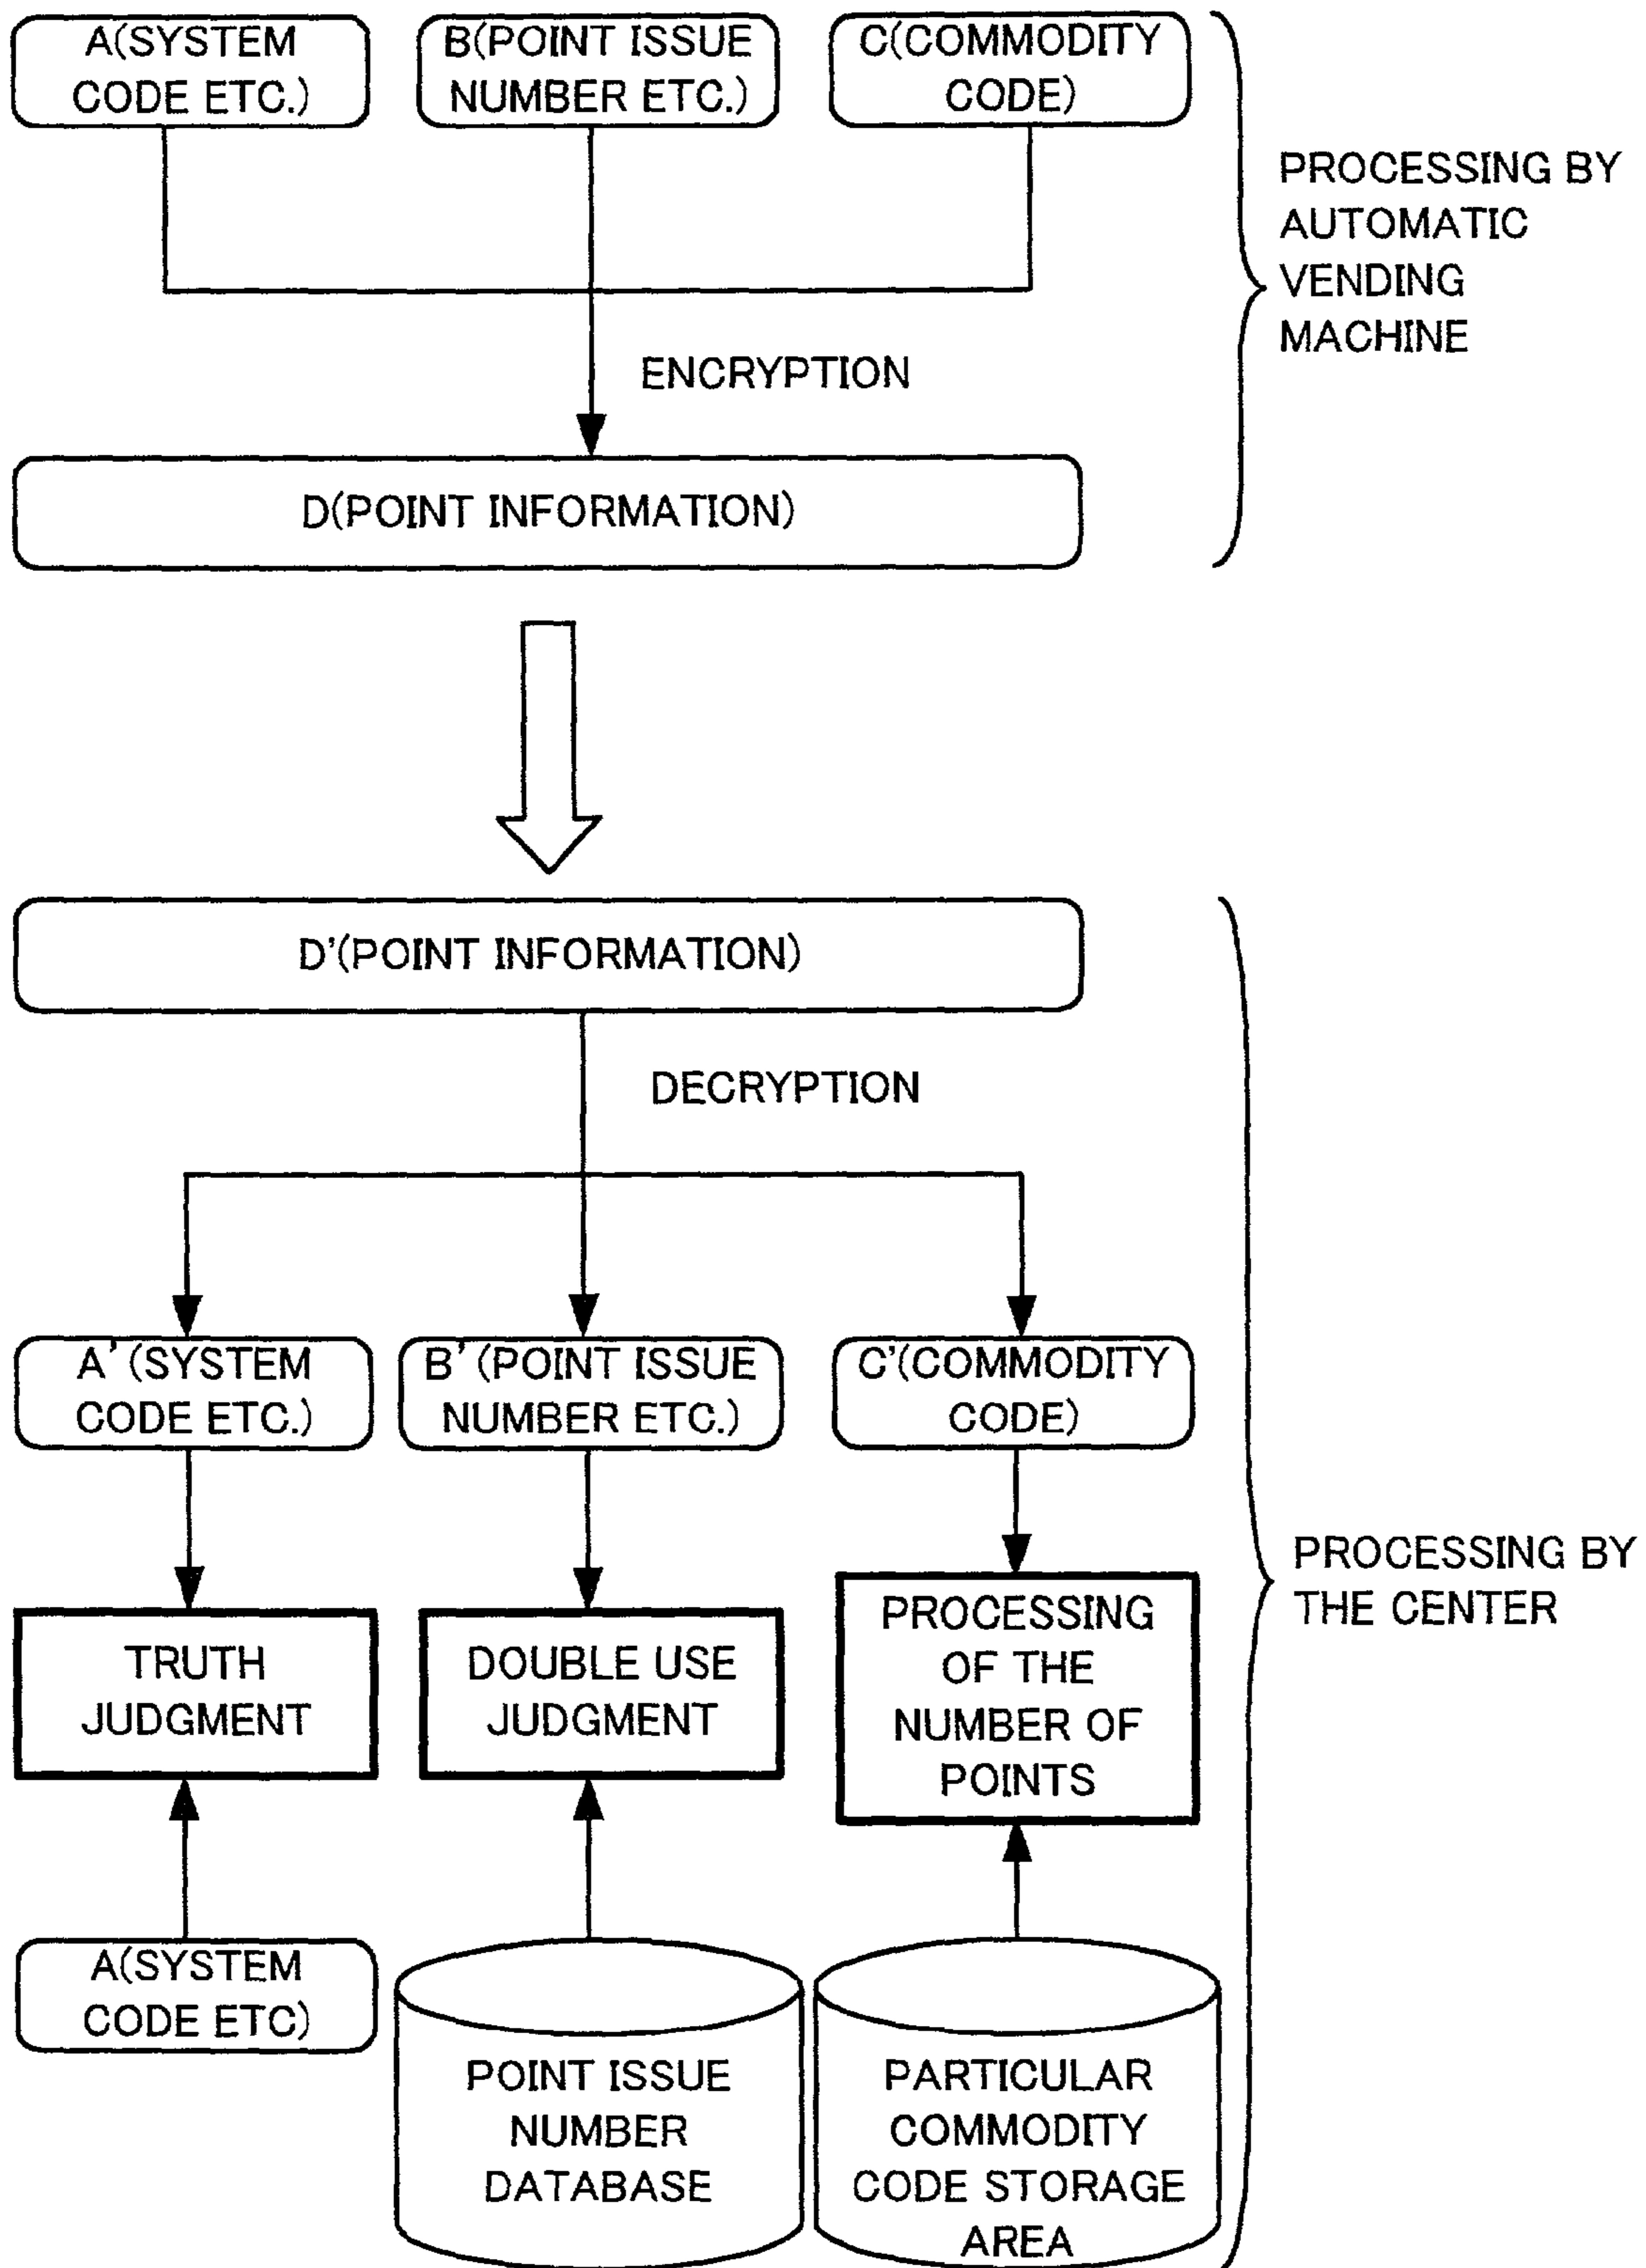 A(SYSTEM
CODE ETC.)
B(POINT ISSUE
NUMBER ETC.)
C(COMMODITY
CODE)
PROCESSING BY
AUTOMATIC
VENDING
MACHINE
ENCRYPTION
D(POINT INFORMATION)
D'(POINT INFORMATION)
DECRYPTION
A'(SYSTEM
CODE ETC.)
B'(POINT ISSUE
NUMBER ETC.)
C'(COMMODITY
CODE)
PROCESSING BY
THE CENTER
TRUTH
JUDGMENT
DOUBLE USE
JUDGMENT
PROCESSING
OF THE
NUMBER OF
POINTS
A(SYSTEM
CODE ETC)
POINT ISSUE
NUMBER
DATABASE
PARTICULAR
COMMODITY
CODE STORAGE
AREA